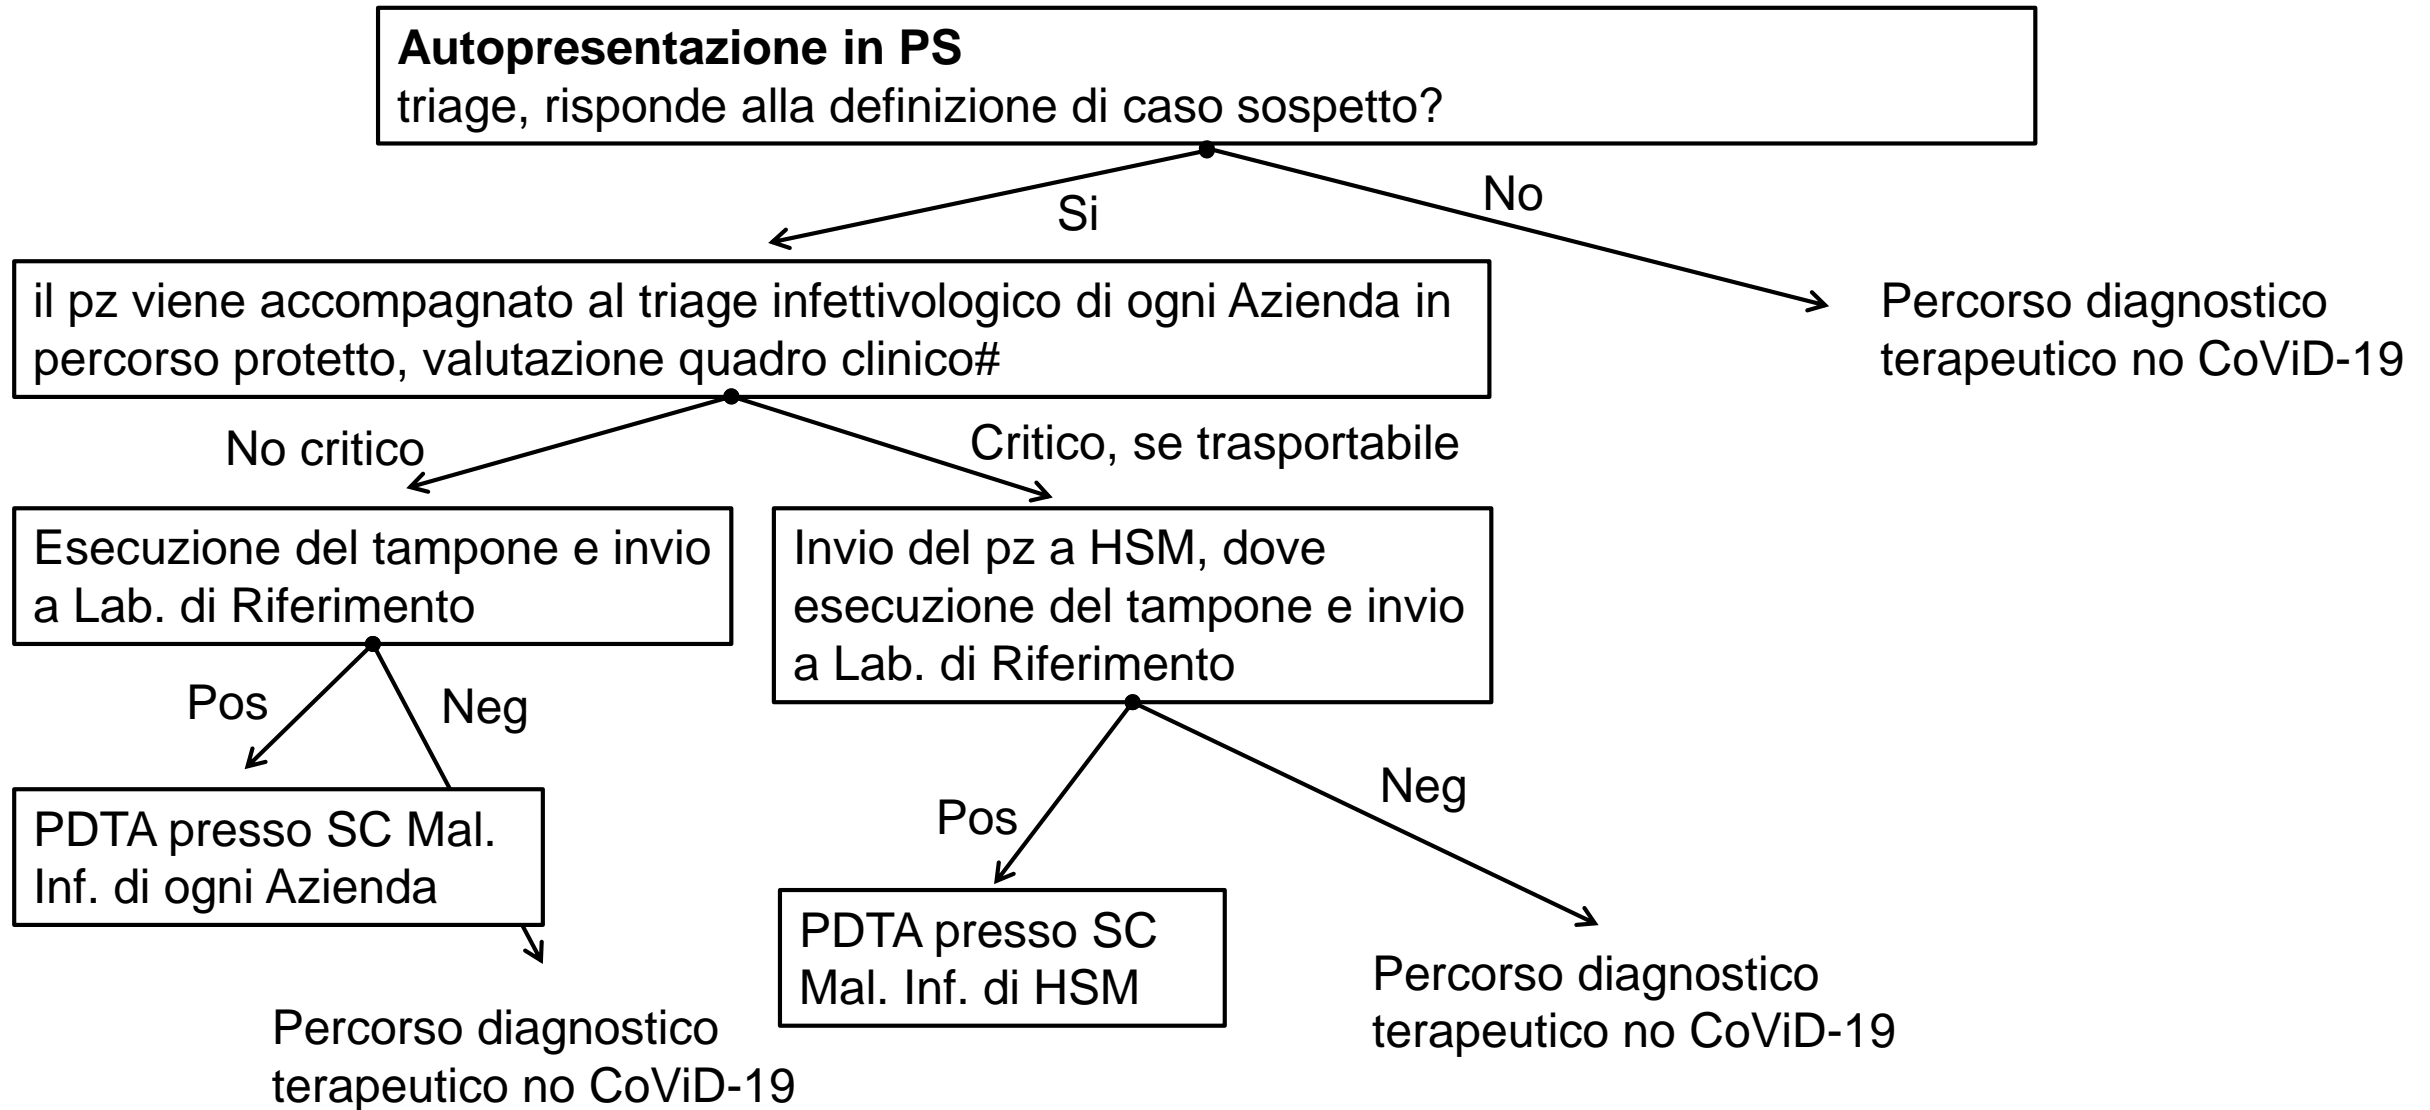 Autopresentazione in PS
triage, risponde alla definizione di caso sospetto?
Si
No
il pz viene accompagnato al triage infettivologico di ogni Azienda in
percorso protetto, valutazione quadro clinico#
Percorso diagnostico
terapeutico no CoViD-19
No critico
Critico, se trasportabile
Esecuzione del tampone e invio
a Lab. di Riferimento
Invio del pz a HSM, dove
esecuzione del tampone e invio
a Lab. di Riferimento
Pos
Neg
PDTA presso SC Mal.
Inf. di ogni Azienda
Percorso diagnostico
terapeutico no CoViD-19
Pos
Neg
PDTA presso SC
Mal. Inf. di HSM
Percorso diagnostico
terapeutico no CoViD-19